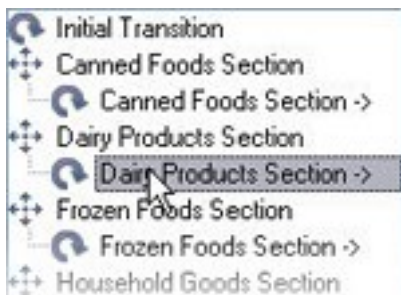 Initial Transition
Canned Foods Section
Canned Foods Section ->
Dairy Products Section
Dairy Products Section ->
Frozen Foods Section
Frozen Foods Section ->
Household Goods Section